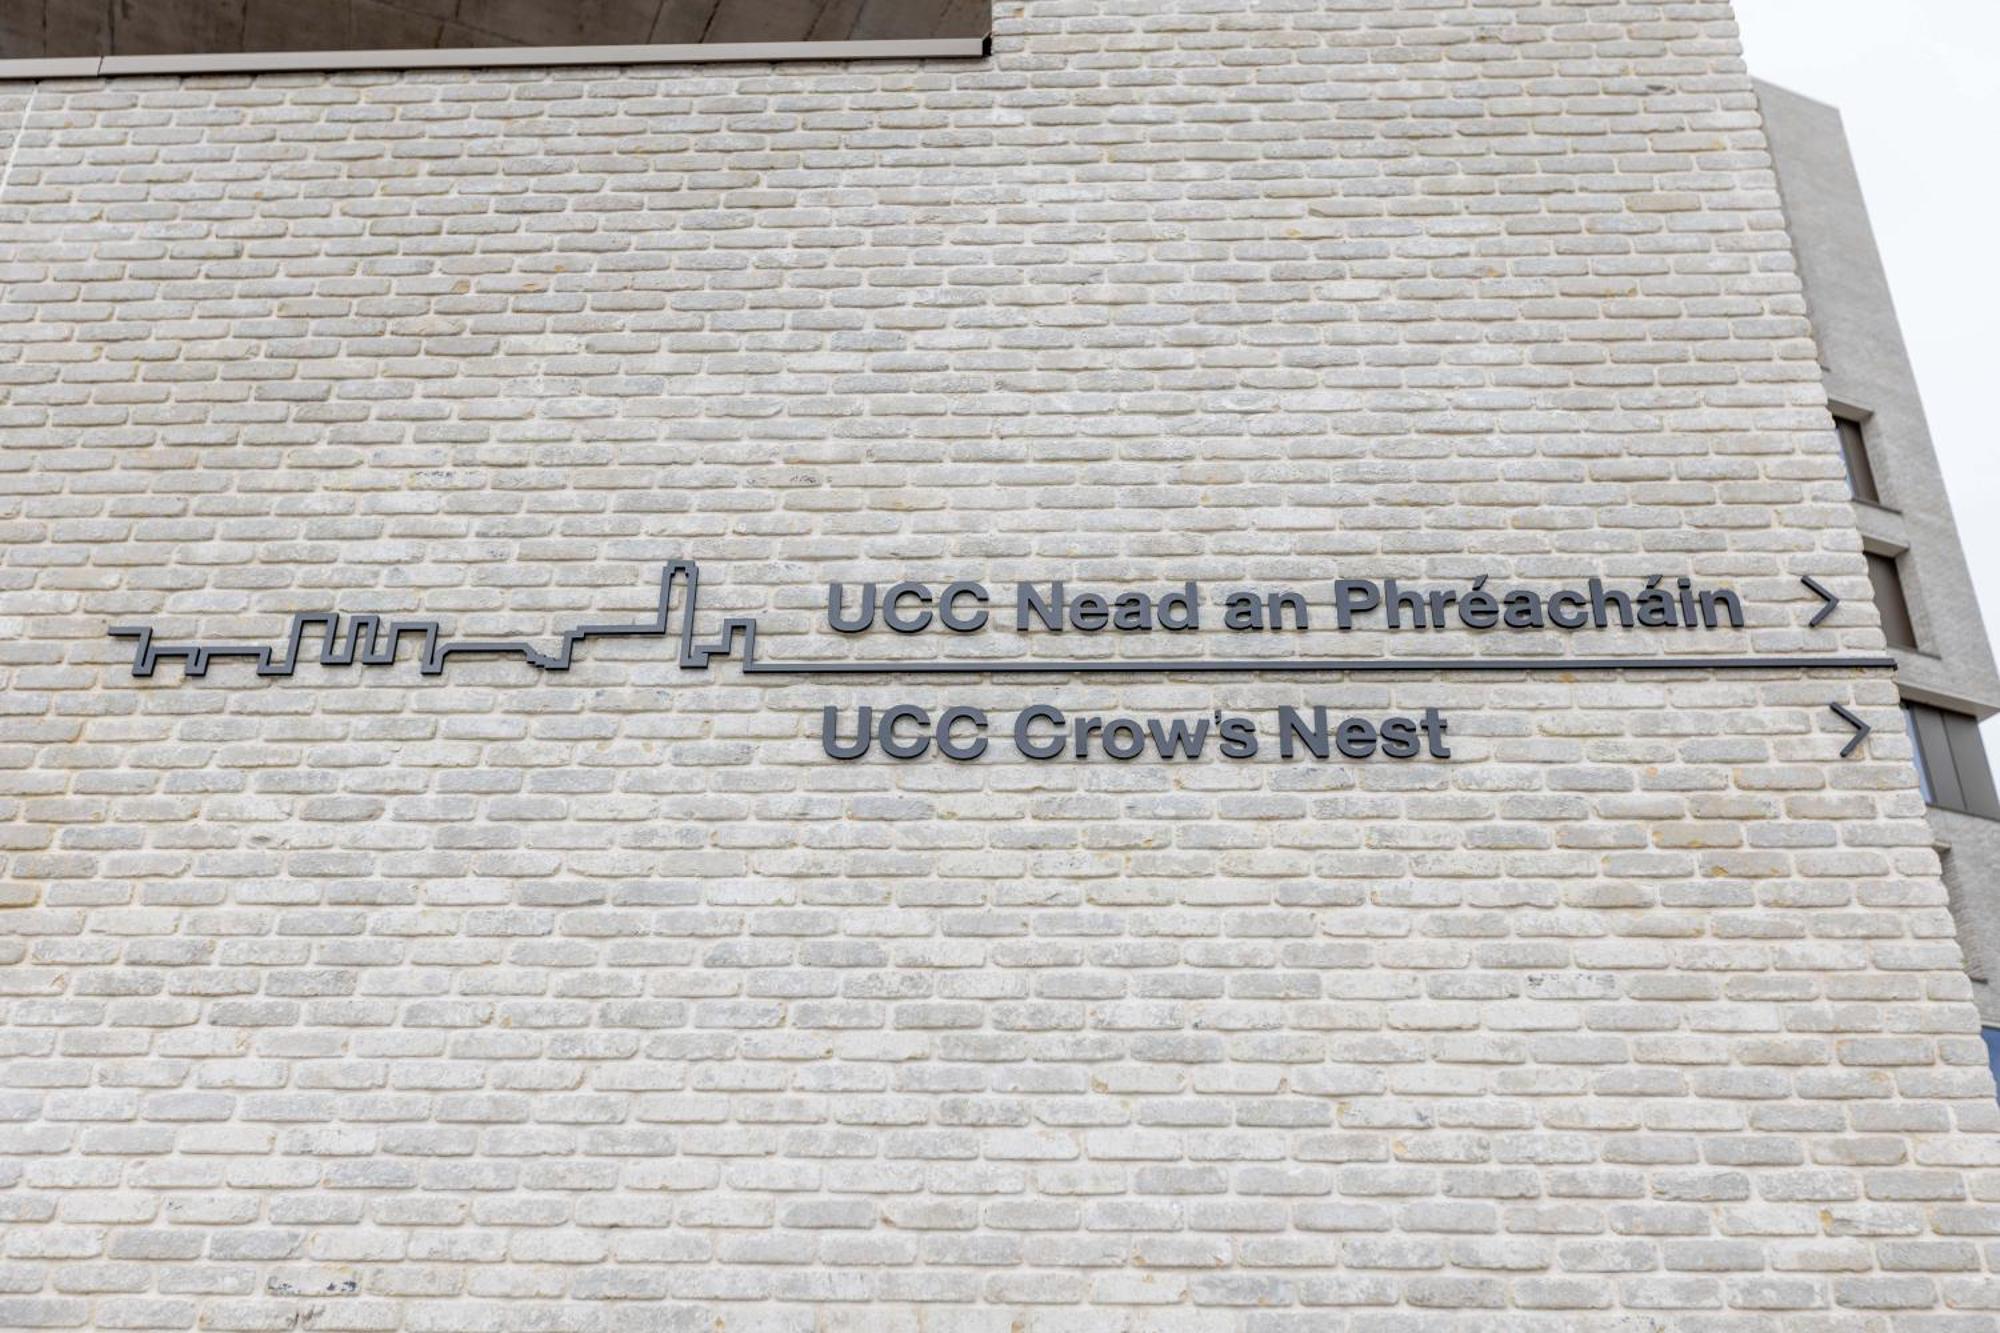 UCC Nead an Phréacháin >
UCC Crow's Nest >